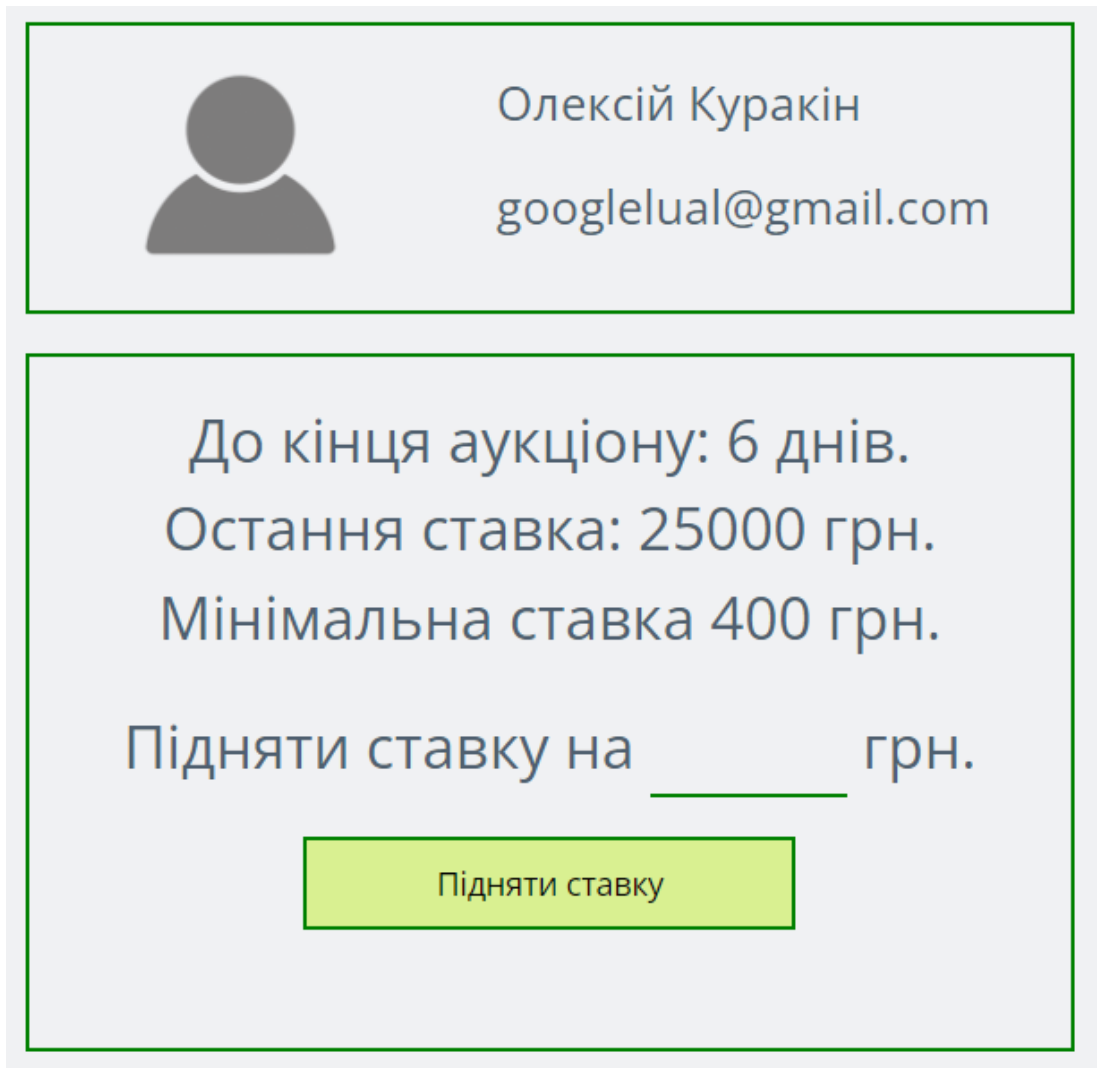 Олексій Куракін
googlelual@gmail.com
До кінця аукціону: 6 днів.
Остання ставка: 25000 грн.
Мінімальна ставка 400 грн.
Підняти ставку на грн.
Підняти ставку